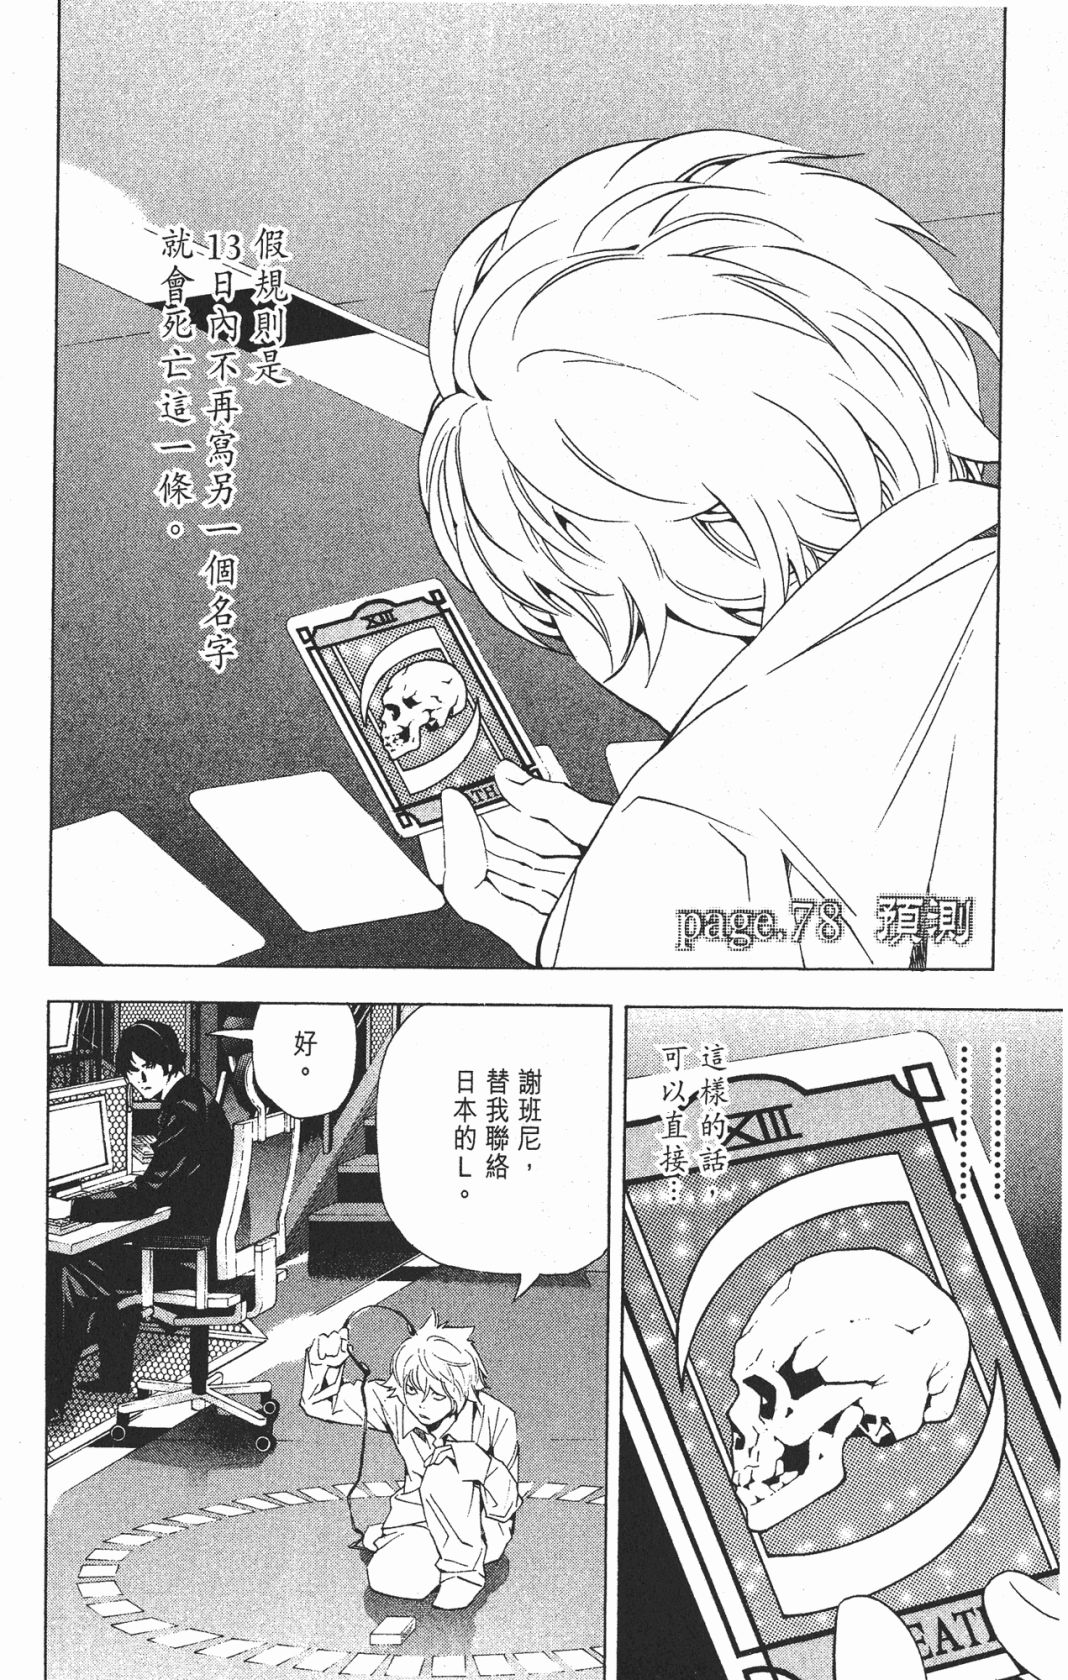 假規則是
13日內不再寫另一個名字
就會死亡這一條。
XIII
EATH
page.78 預測
…………
…………
這樣的話，
可以直接…
XIII
EATH
謝班尼，
替我聯絡
日本的L。
好。